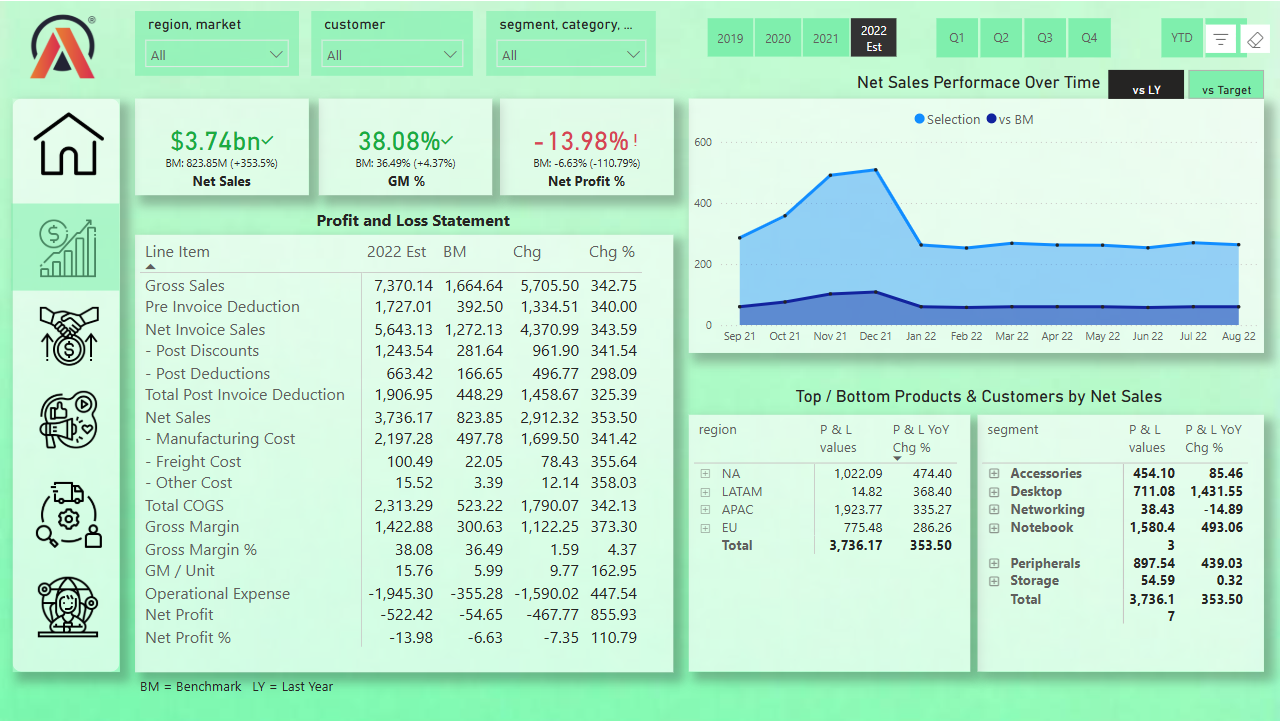 ®
region, market
All
customer
All
segment, category, ...
All
2019
2020
2021
2022
Est
Q1
Q2
Q3
Q4
YTD
Net Sales Performace Over Time
vs LY
vs Target
$3.74bn
BM: 823.85M (+353.5%)
Net Sales
38.08%
BM: 36.49% (+4.37%)
GM %
-13.98% !
BM: -6.63% (-110.79%)
Net Profit %
Profit and Loss Statement
Line Item 2022 Est BM Chg Chg %
Gross Sales 7,370.14 1,664.64 5,705.50 342.75
Pre Invoice Deduction 1,727.01 392.50 1,334.51 340.00
Net Invoice Sales 5,643.13 1,272.13 4,370.99 343.59
- Post Discounts 1,243.54 281.64 961.90 341.54
- Post Deductions 663.42 166.65 496.77 298.09
Total Post Invoice Deduction 1,906.95 448.29 1,458.67 325.39
Net Sales 3,736.17 823.85 2,912.32 353.50
- Manufacturing Cost 2,197.28 497.78 1,699.50 341.42
- Freight Cost 100.49 22.05 78.43 355.64
- Other Cost 15.52 3.39 12.14 358.03
Total COGS 2,313.29 523.22 1,790.07 342.13
Gross Margin 1,422.88 300.63 1,122.25 373.30
Gross Margin % 38.08 36.49 1.59 4.37
GM / Unit 15.76 5.99 9.77 162.95
Operational Expense -1,945.30 -355.28 -1,590.02 447.54
Net Profit -522.42 -54.65 -467.77 855.93
Net Profit % -13.98 -6.63 -7.35 110.79
BM = Benchmark LY = Last Year
Selection vs BM
600
400
200
0
Sep 21 Oct 21 Nov 21 Dec 21 Jan 22 Feb 22 Mar 22 Apr 22 May 22 Jun 22 Jul 22 Aug 22
Top / Bottom Products & Customers by Net Sales
region P & L values P & L YoY Chg %
NA 1,022.09 474.40
LATAM 14.82 368.40
APAC 1,923.77 335.27
EU 775.48 286.26
Total 3,736.17 353.50
segment P & L values P & L YoY Chg %
Accessories 454.10 85.46
Desktop 711.08 1,431.55
Networking 38.43 -14.89
Notebook 1,580.4 493.06
3
Peripherals 897.54 439.03
Storage 54.59 0.32
Total 3,736.1 353.50
7